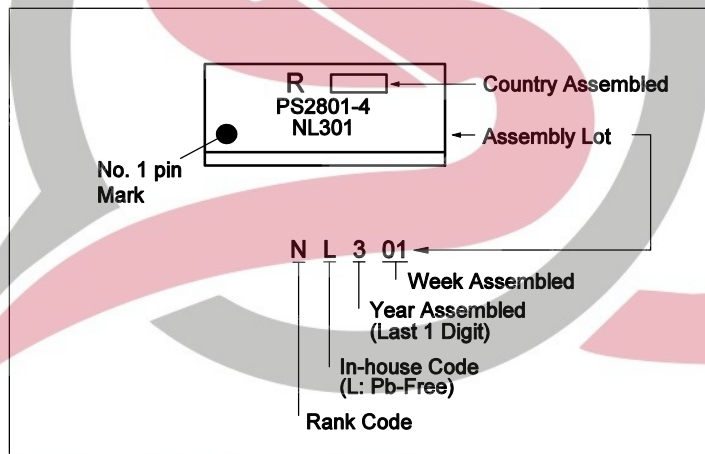 R
Country Assembled
PS2801-4
NL301
Assembly Lot
No. 1 pin
Mark
N L 3 01
Week Assembled
Year Assembled
(Last 1 Digit)
In-house Code
(L: Pb-Free)
Rank Code